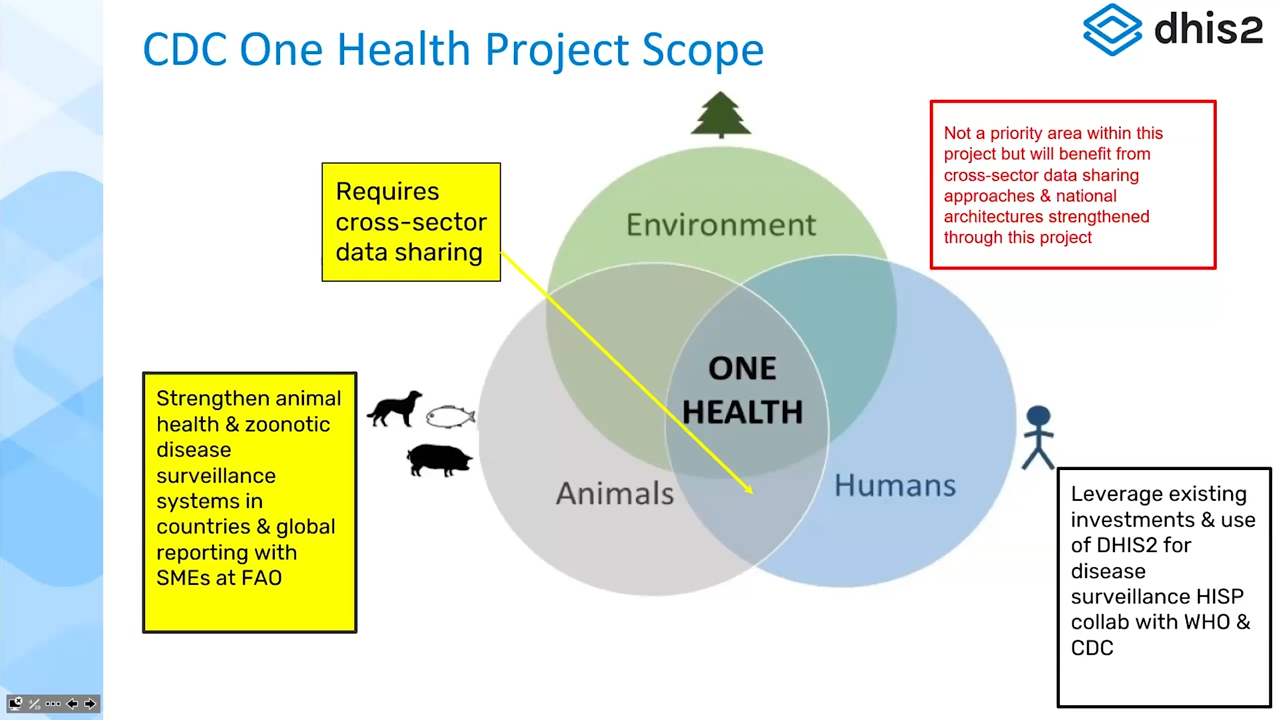 CDC One Health Project Scope
dhis2
Not a priority area within this
project but will benefit from
cross-sector data sharing
approaches & national
architectures strengthened
through this project
Requires
cross-sector
data sharing
Environment
ONE
HEALTH
Animals
Humans
Strengthen animal
health & zoonotic
disease
surveillance
systems in
countries & global
reporting with
SMEs at FAO
Leverage existing
investments & use
of DHIS2 for
disease
surveillance HISP
collab with WHO &
CDC